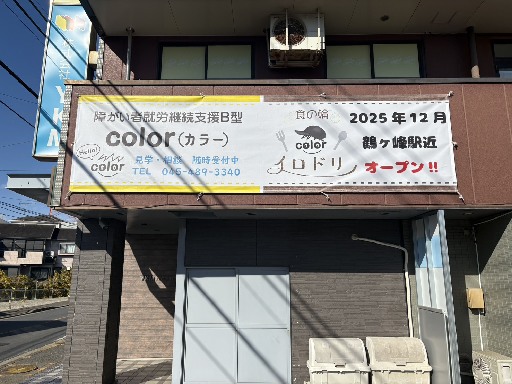 障がい者就労継続支援B型
color(カラー)
Hello!
color
見学・相談 随時受付中
TEL 045-489-3340
食の館
color
イロドリ
2025年12月
鶴ヶ峰駅近
オープン!!